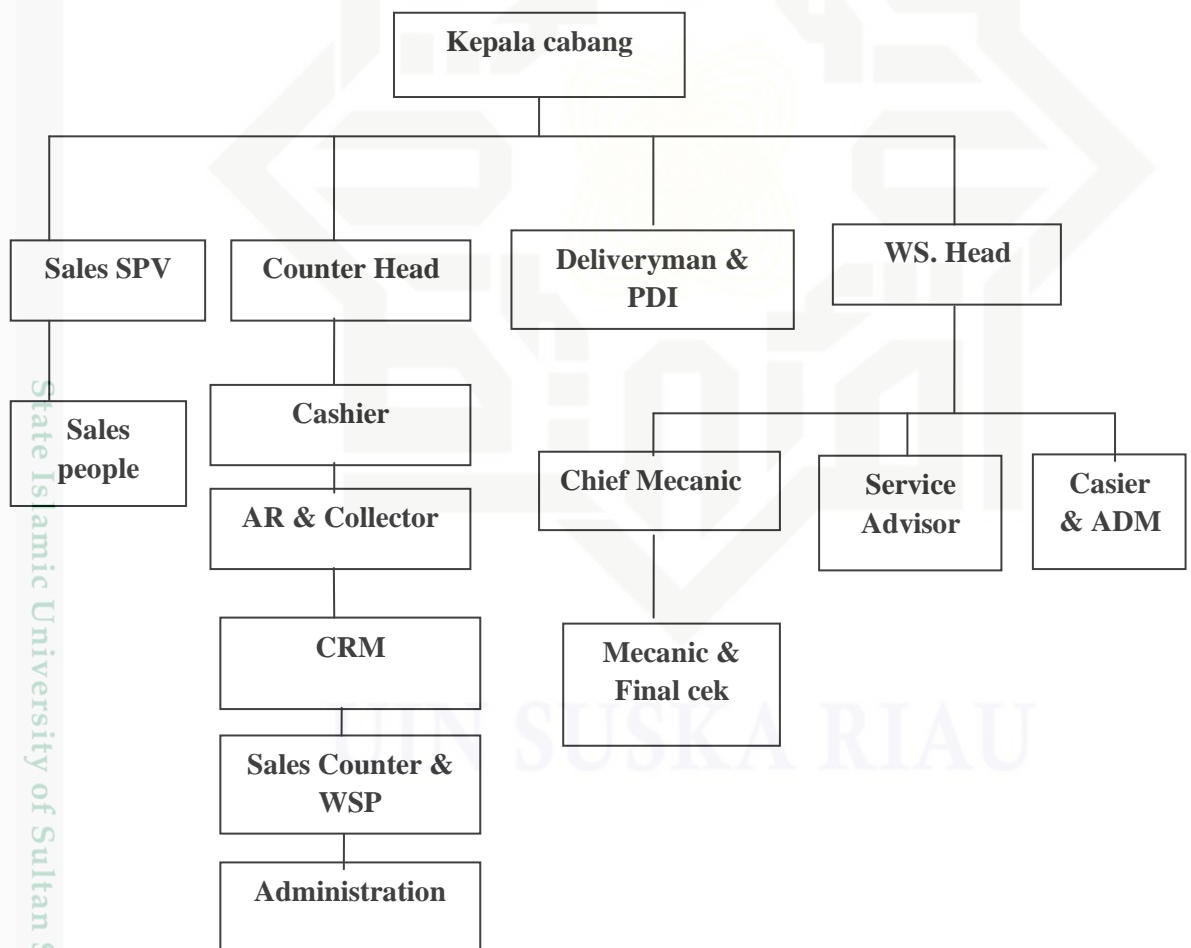 Kepala cabang
Sales SPV
Counter Head
Deliveryman &
PDI
WS. Head
Sales
people
Cashier
AR & Collector
CRM
Sales Counter &
WSP
Administration
Chief Mecanic
Service
Advisor
Casier
& ADM
Mecanic &
Final cek
UIN SUSKA RIAU
State Islamic University of Sultan